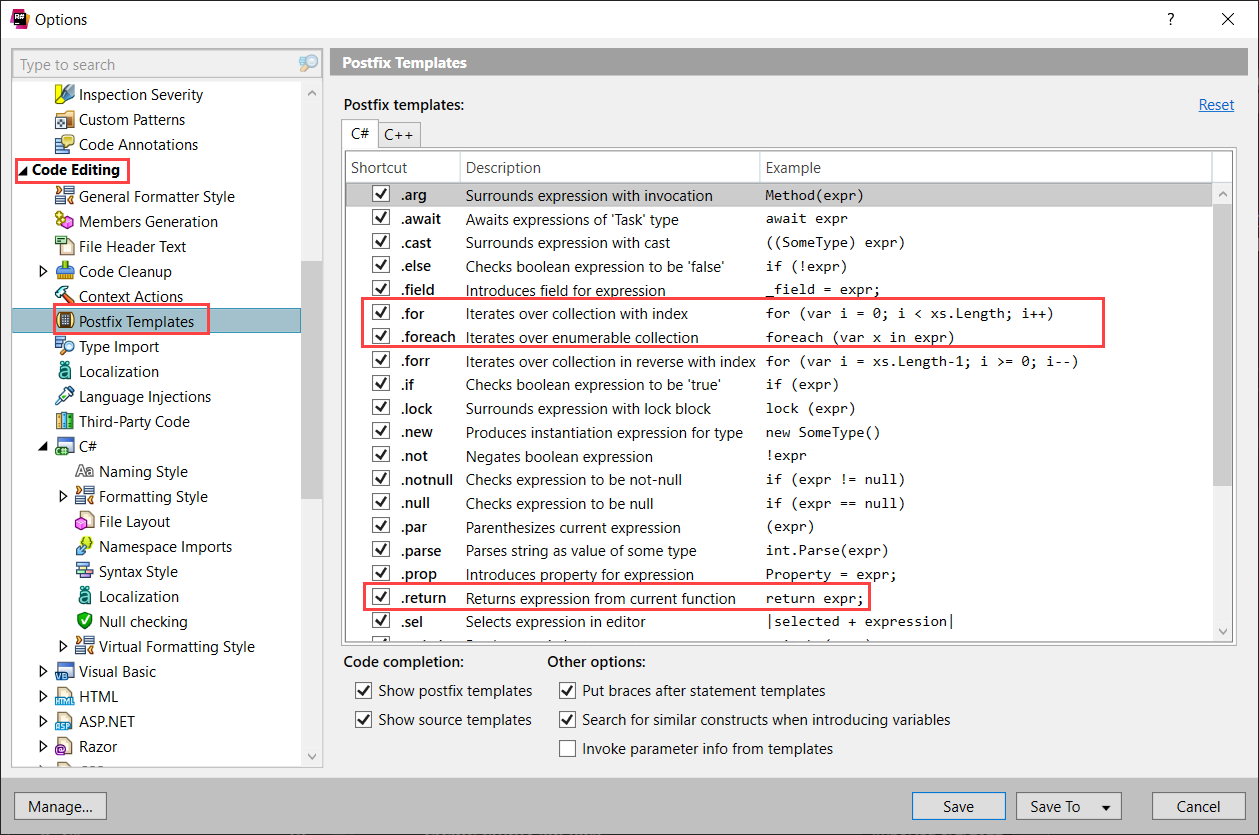 Options
?
Type to search
Inspection Severity
Custom Patterns
Code Annotations
Code Editing
General Formatter Style
Members Generation
File Header Text
Code Cleanup
Context Actions
Postfix Templates
Type Import
Localization
Language Injections
Third-Party Code
C#
Naming Style
Formatting Style
File Layout
Namespace Imports
Syntax Style
Localization
Null checking
Virtual Formatting Style
Visual Basic
HTML
ASP.NET
Razor
Postfix Templates
Postfix templates: Reset
C# C++
Shortcut Description Example
.arg Surrounds expression with invocation Method(expr)
.await Awaits expressions of 'Task' type await expr
.cast Surrounds expression with cast ((SomeType) expr)
.else Checks boolean expression to be 'false' if (!expr)
.field Introduces field for expression _field = expr;
.for Iterates over collection with index for (var i = 0; i < xs.Length; i++)
.foreach Iterates over enumerable collection foreach (var x in expr)
.forr Iterates over collection in reverse with index for (var i = xs.Length-1; i >= 0; i--)
.if Checks boolean expression to be 'true' if (expr)
.lock Surrounds expression with lock block lock (expr)
.new Produces instantiation expression for type new SomeType()
.not Negates boolean expression !expr
.notnull Checks expression to be not-null if (expr != null)
.null Checks expression to be null if (expr == null)
.par Parenthesizes current expression (expr)
.parse Parses string as value of some type int.Parse(expr)
.prop Introduces property for expression Property = expr;
.return Returns expression from current function return expr;
.sel Selects expression in editor |selected + expression|
Code completion: Other options:
Show postfix templates Put braces after statement templates
Show source templates Search for similar constructs when introducing variables
Invoke parameter info from templates
Manage... Save Save To Cancel